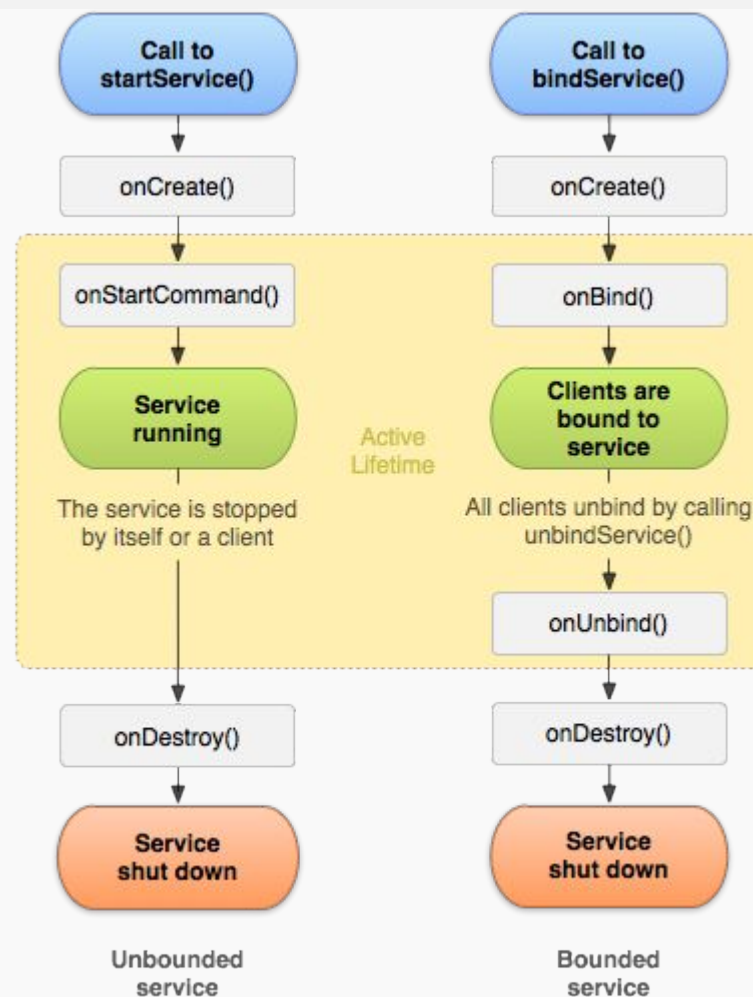 Call to
startService()
onCreate()
onStartCommand()
Service
running
The service is stopped
by itself or a client
onDestroy()
Service
shut down
Unbounded
service
Active
Lifetime
Call to
bindService()
onCreate()
onBind()
Clients are
bound to
service
All clients unbind by calling
unbindService()
onUnbind()
onDestroy()
Service
shut down
Bounded
service